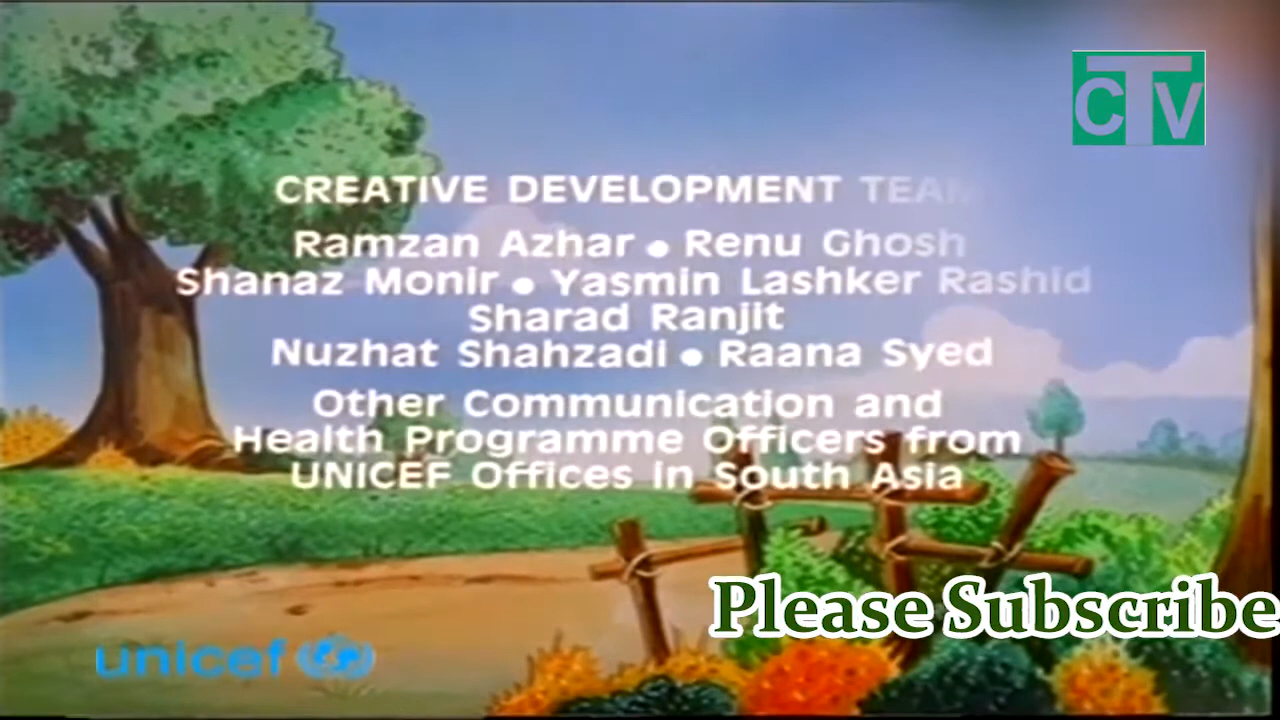 CTV
CREATIVE DEVELOPMENT TEAM
Ramzan Azhar • Renu Ghosh
Shanaz Monir • Yasmin Lashker Rashid
Sharad Ranjit
Nuzhat Shahzadi • Raana Syed
Other Communication and
Health Programme Officers from
UNICEF Offices in South Asia
Please Subscribe
unicef